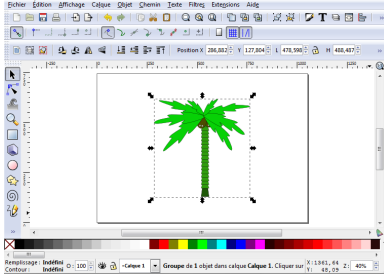 Fichier Édition Affichage Calque Objet Chemin Texte Filtres Extensions Aide
Position X 286,882 Y 127,804 L 478,598 H 488,487
Remplissage : Indéfini O : 100 Calque 1 Groupe de 1 objet dans calque Calque 1. Cliquer sur X:1361,64 Z: 40%
Contour : Indéfini Y: 48,09